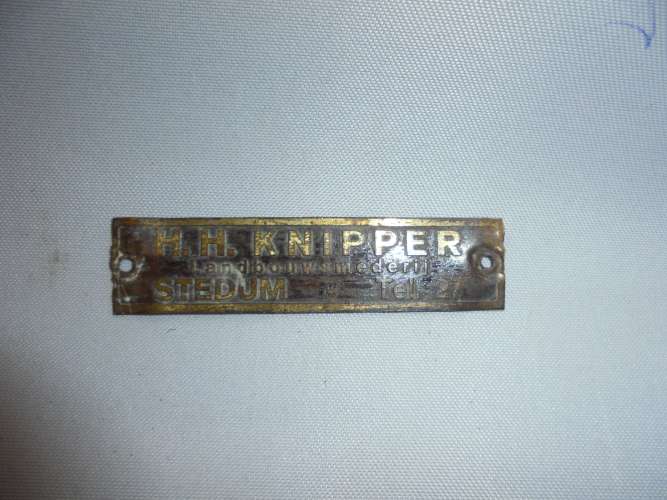 H.H. KNIPPER
Landbouwsmederij
STEDUM Tel. 27